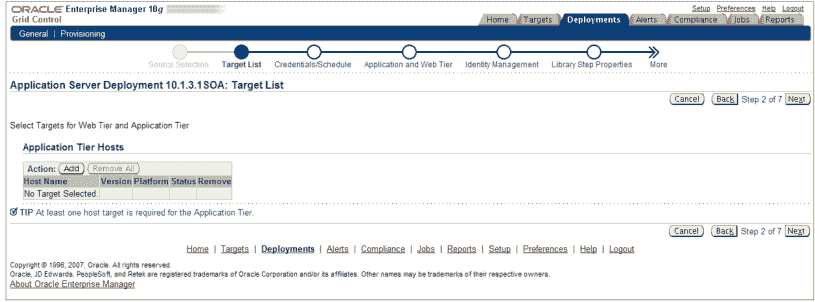 ORACLE Enterprise Manager 10g
Grid Control
Setup Preferences Help Logout
Home Targets Deployments Alerts Compliance Jobs Reports
General | Provisioning
Source Selection Target List Credentials/Schedule Application and Web Tier Identity Management Library Step Properties More
Application Server Deployment 10.1.3.1SOA: Target List
Cancel Back Step 2 of 7 Next
Select Targets for Web Tier and Application Tier
Application Tier Hosts
Action: Add Remove All
Host Name Version Platform Status Remove
No Target Selected.
TIP At least one host target is required for the Application Tier.
Cancel Back Step 2 of 7 Next
Home | Targets | Deployments | Alerts | Compliance | Jobs | Reports | Setup | Preferences | Help | Logout
Copyright © 1996, 2007, Oracle. All rights reserved.
Oracle, JD Edwards, PeopleSoft, and Retek are registered trademarks of Oracle Corporation and/or its affiliates. Other names may be trademarks of their respective owners.
About Oracle Enterprise Manager